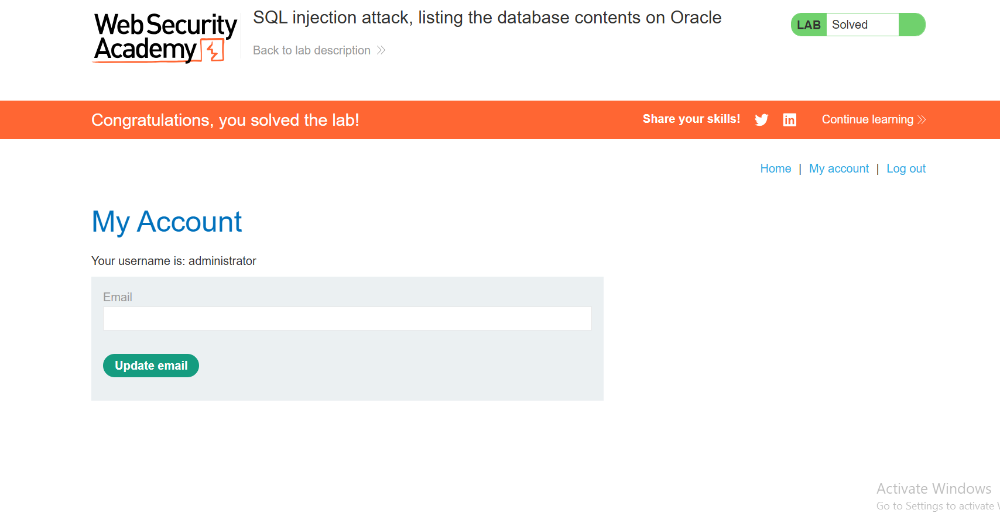 Web Security
Academy
SQL injection attack, listing the database contents on Oracle
Back to lab description
LAB Solved
Congratulations, you solved the lab!
Share your skills!
in
Continue learning
Home | My account | Log out
My Account
Your username is: administrator
Email
Update email
Activate Windows
Go to Settings to activate W